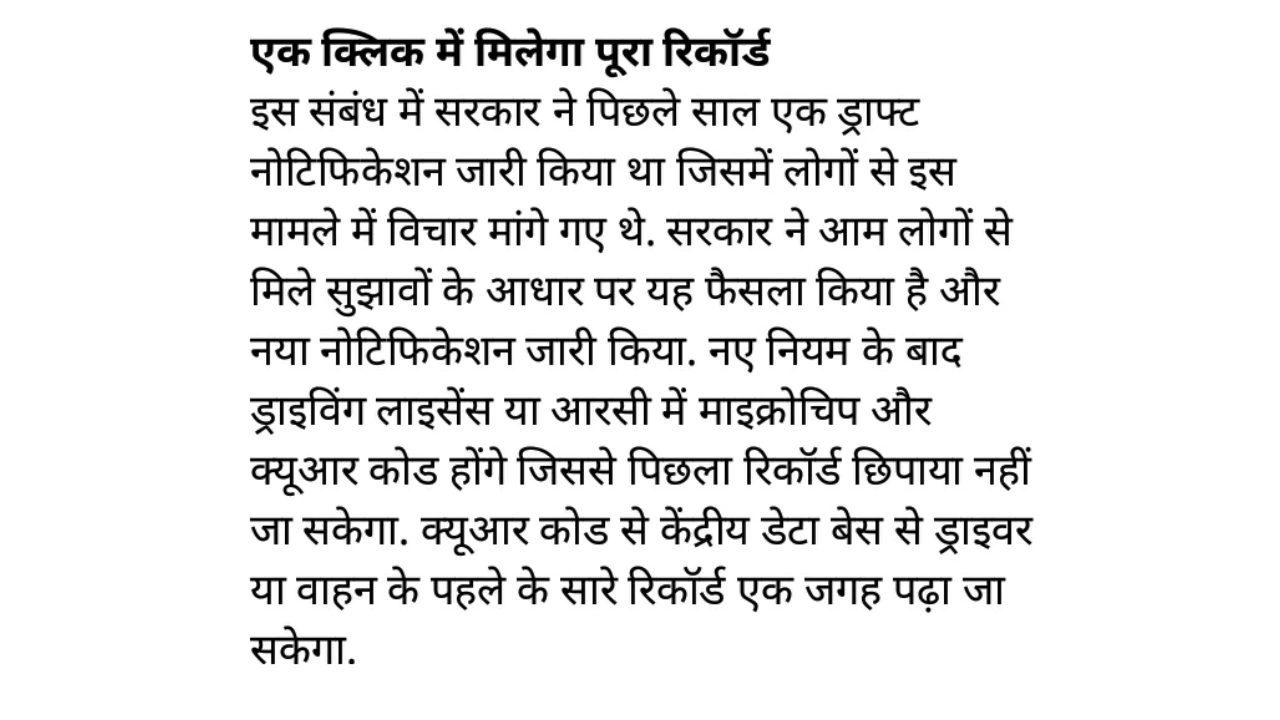 एक क्लिक में मिलेगा पूरा रिकॉर्ड
इस संबंध में सरकार ने पिछले साल एक ड्राफ्ट
नोटिफिकेशन जारी किया था जिसमें लोगों से इस
मामले में विचार मांगे गए थे. सरकार ने आम लोगों से
मिले सुझावों के आधार पर यह फैसला किया है और
नया नोटिफिकेशन जारी किया. नए नियम के बाद
ड्राइविंग लाइसेंस या आरसी में माइक्रोचिप और
क्यूआर कोड होंगे जिससे पिछला रिकॉर्ड छिपाया नहीं
जा सकेगा. क्यूआर कोड से केंद्रीय डेटा बेस से ड्राइवर
या वाहन के पहले के सारे रिकॉर्ड एक जगह पढ़ा जा
सकेगा.